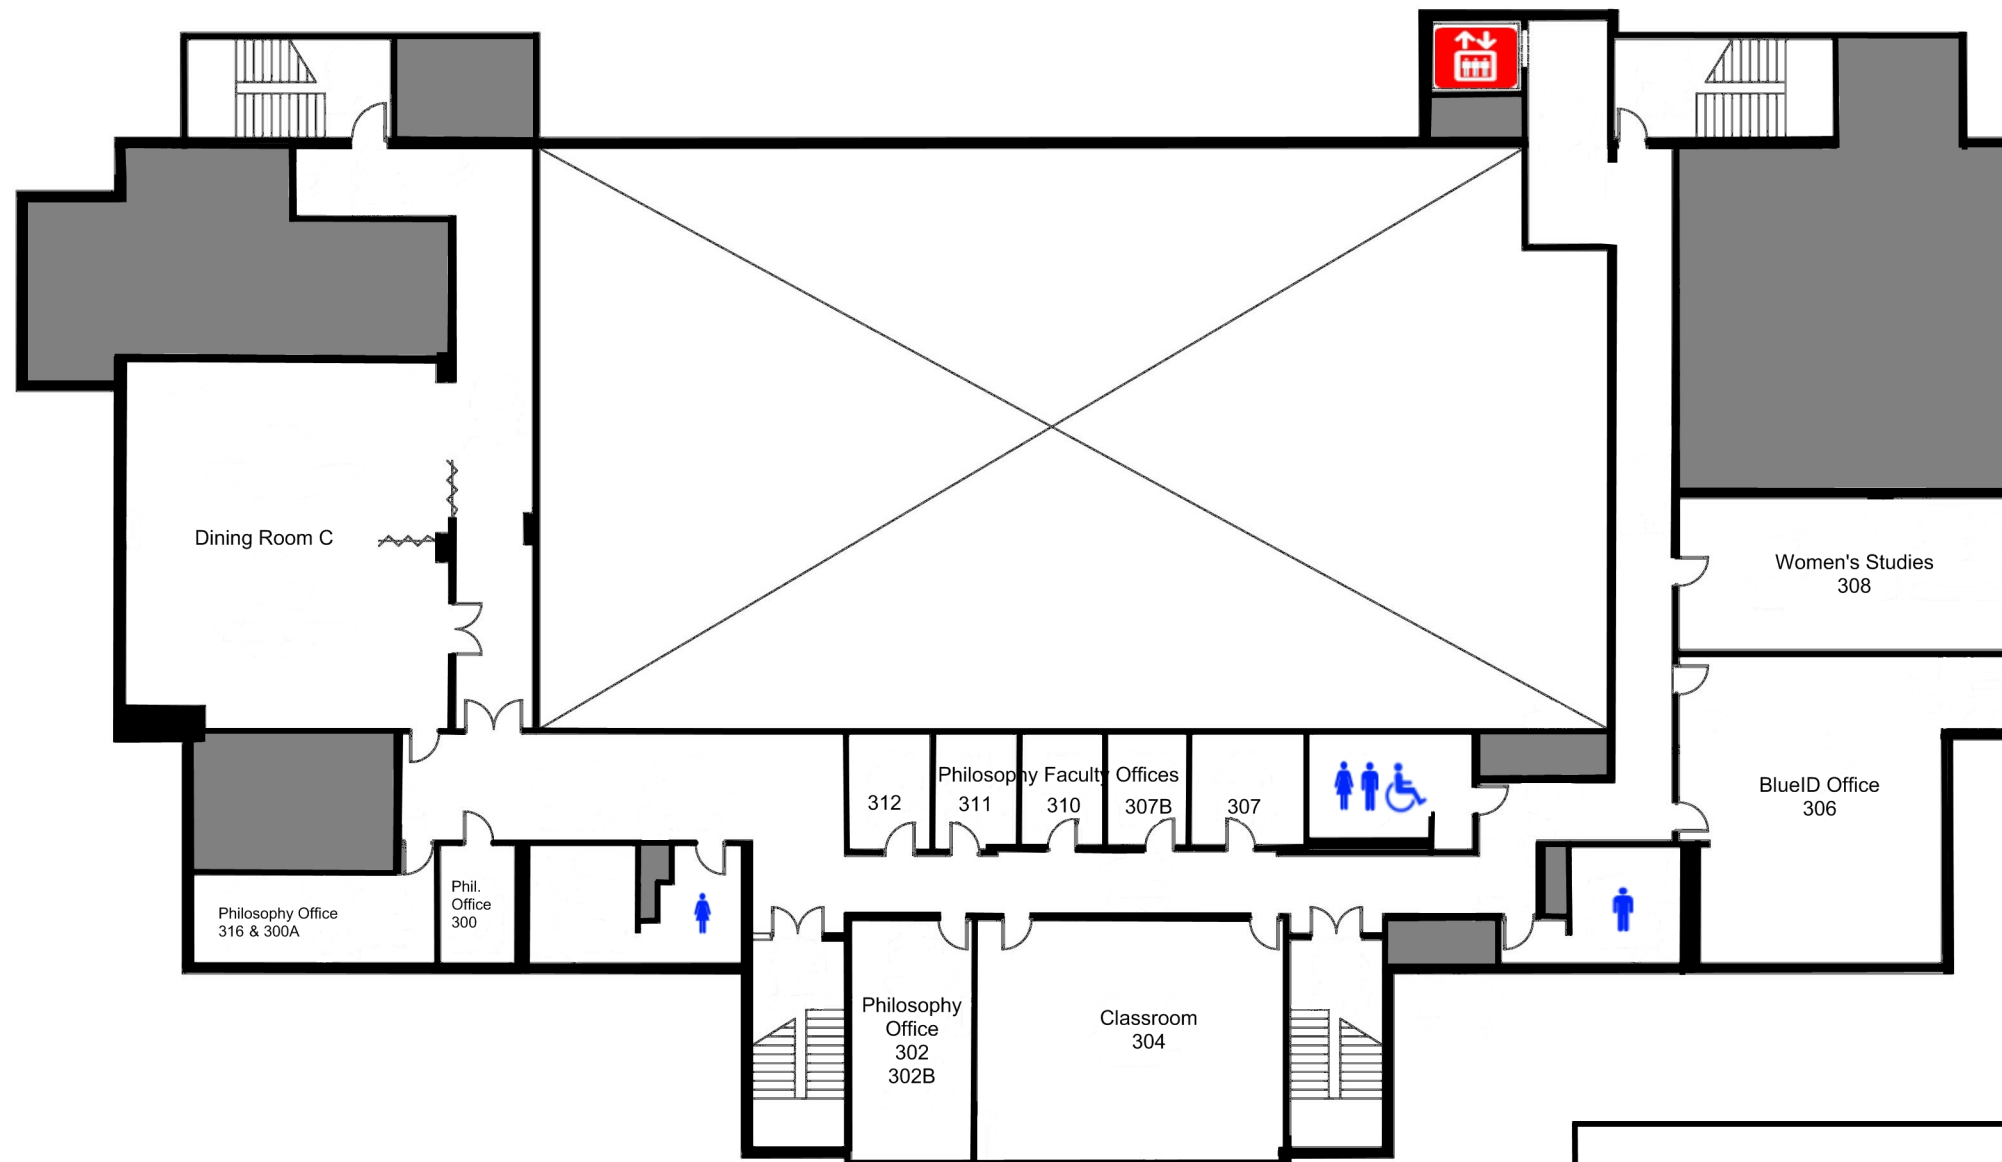 Dining Room C
Women's Studies
308
Philosophy Faculty Offices
312
311
310
307B
307
BlueID Office
306
Phil.
Office
300
Philosophy Office
316 & 300A
Philosophy
Office
302
302B
Classroom
304